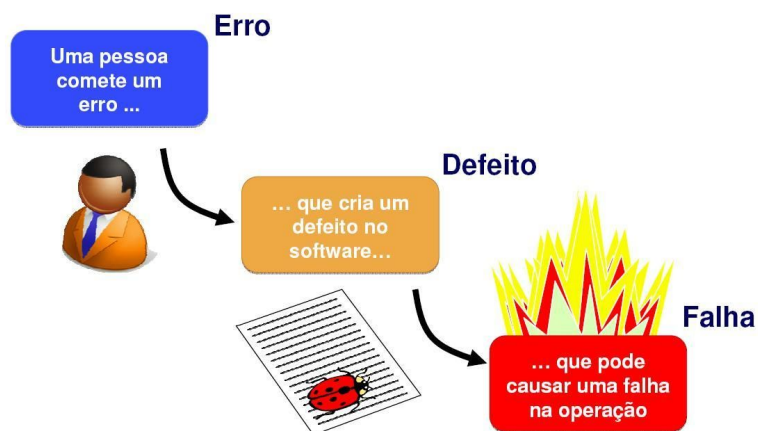 Erro
Uma pessoa
comete um
erro ...
Defeito
... que cria um
defeito no
software...
Falha
... que pode
causar uma falha
na operação